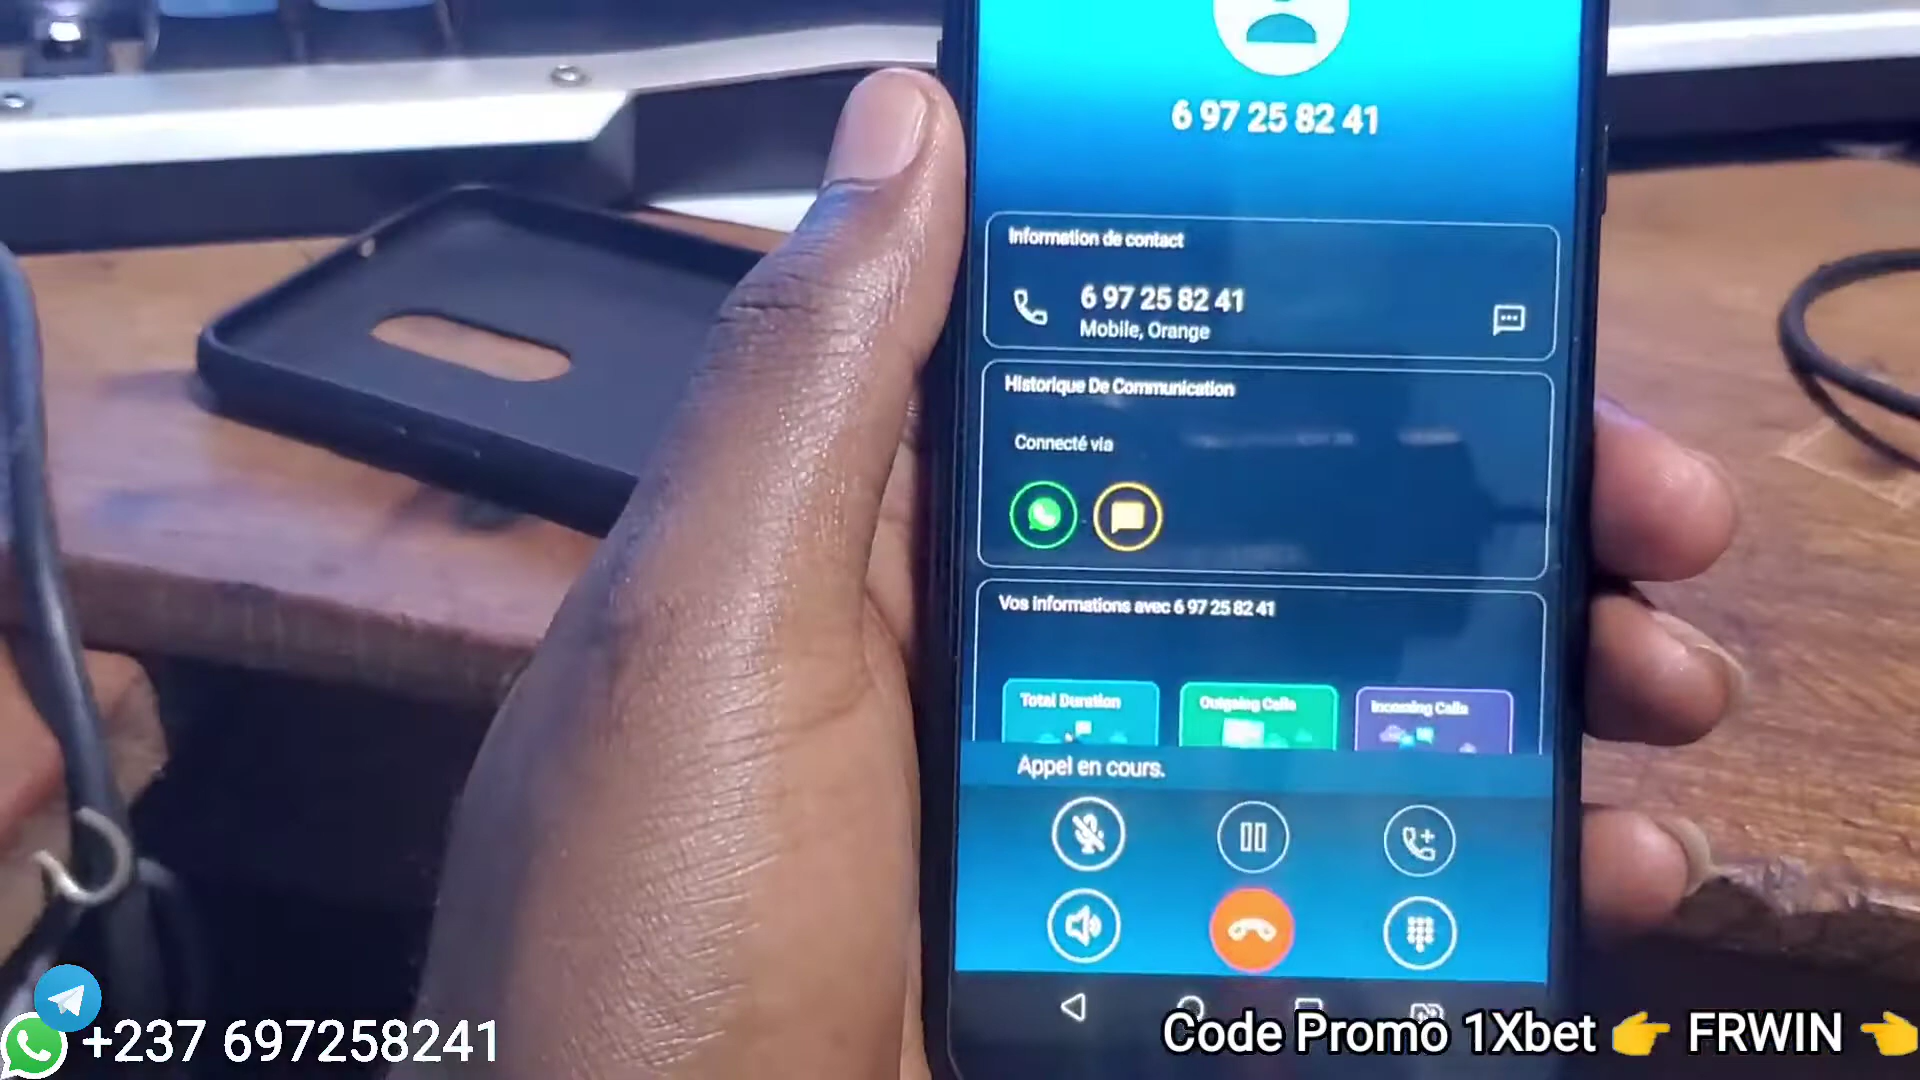 6 97 25 82 41
Information de contact
6 97 25 82 41
Mobile, Orange
Historique De Communication
Connecté via
Vos informations avec 6 97 25 82 41
Total Duration
Outgoing Calls
Incoming Calls
Appel en cours.
+237 697258241
Code Promo 1Xbet 👉 FRWIN 👈